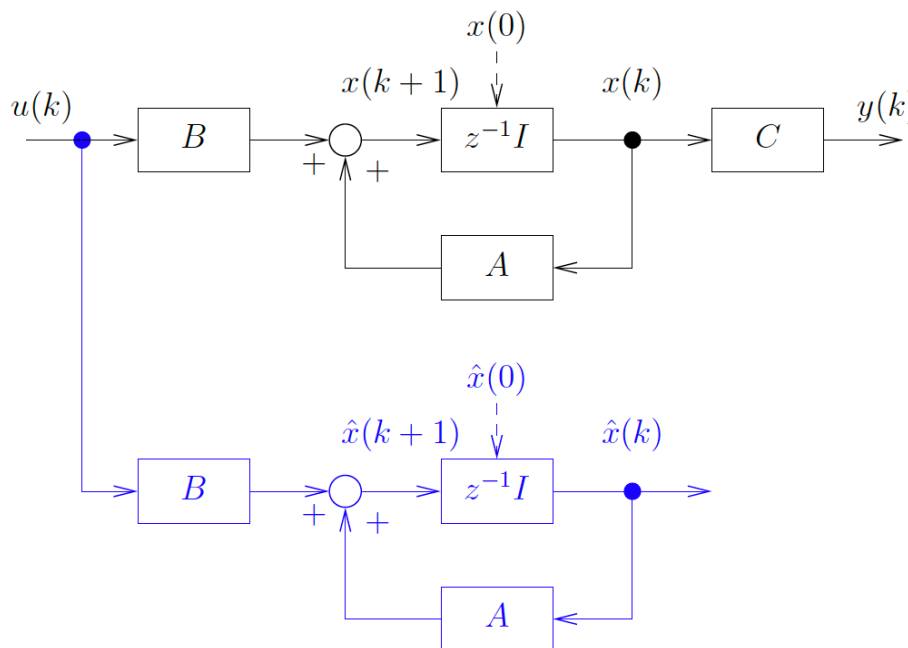 x(0)
x(k + 1) x(k)
u(k) y(k)
B z⁻¹I C
+ +
A
x̂(0)
x̂(k + 1) x̂(k)
B z⁻¹I
+ +
A